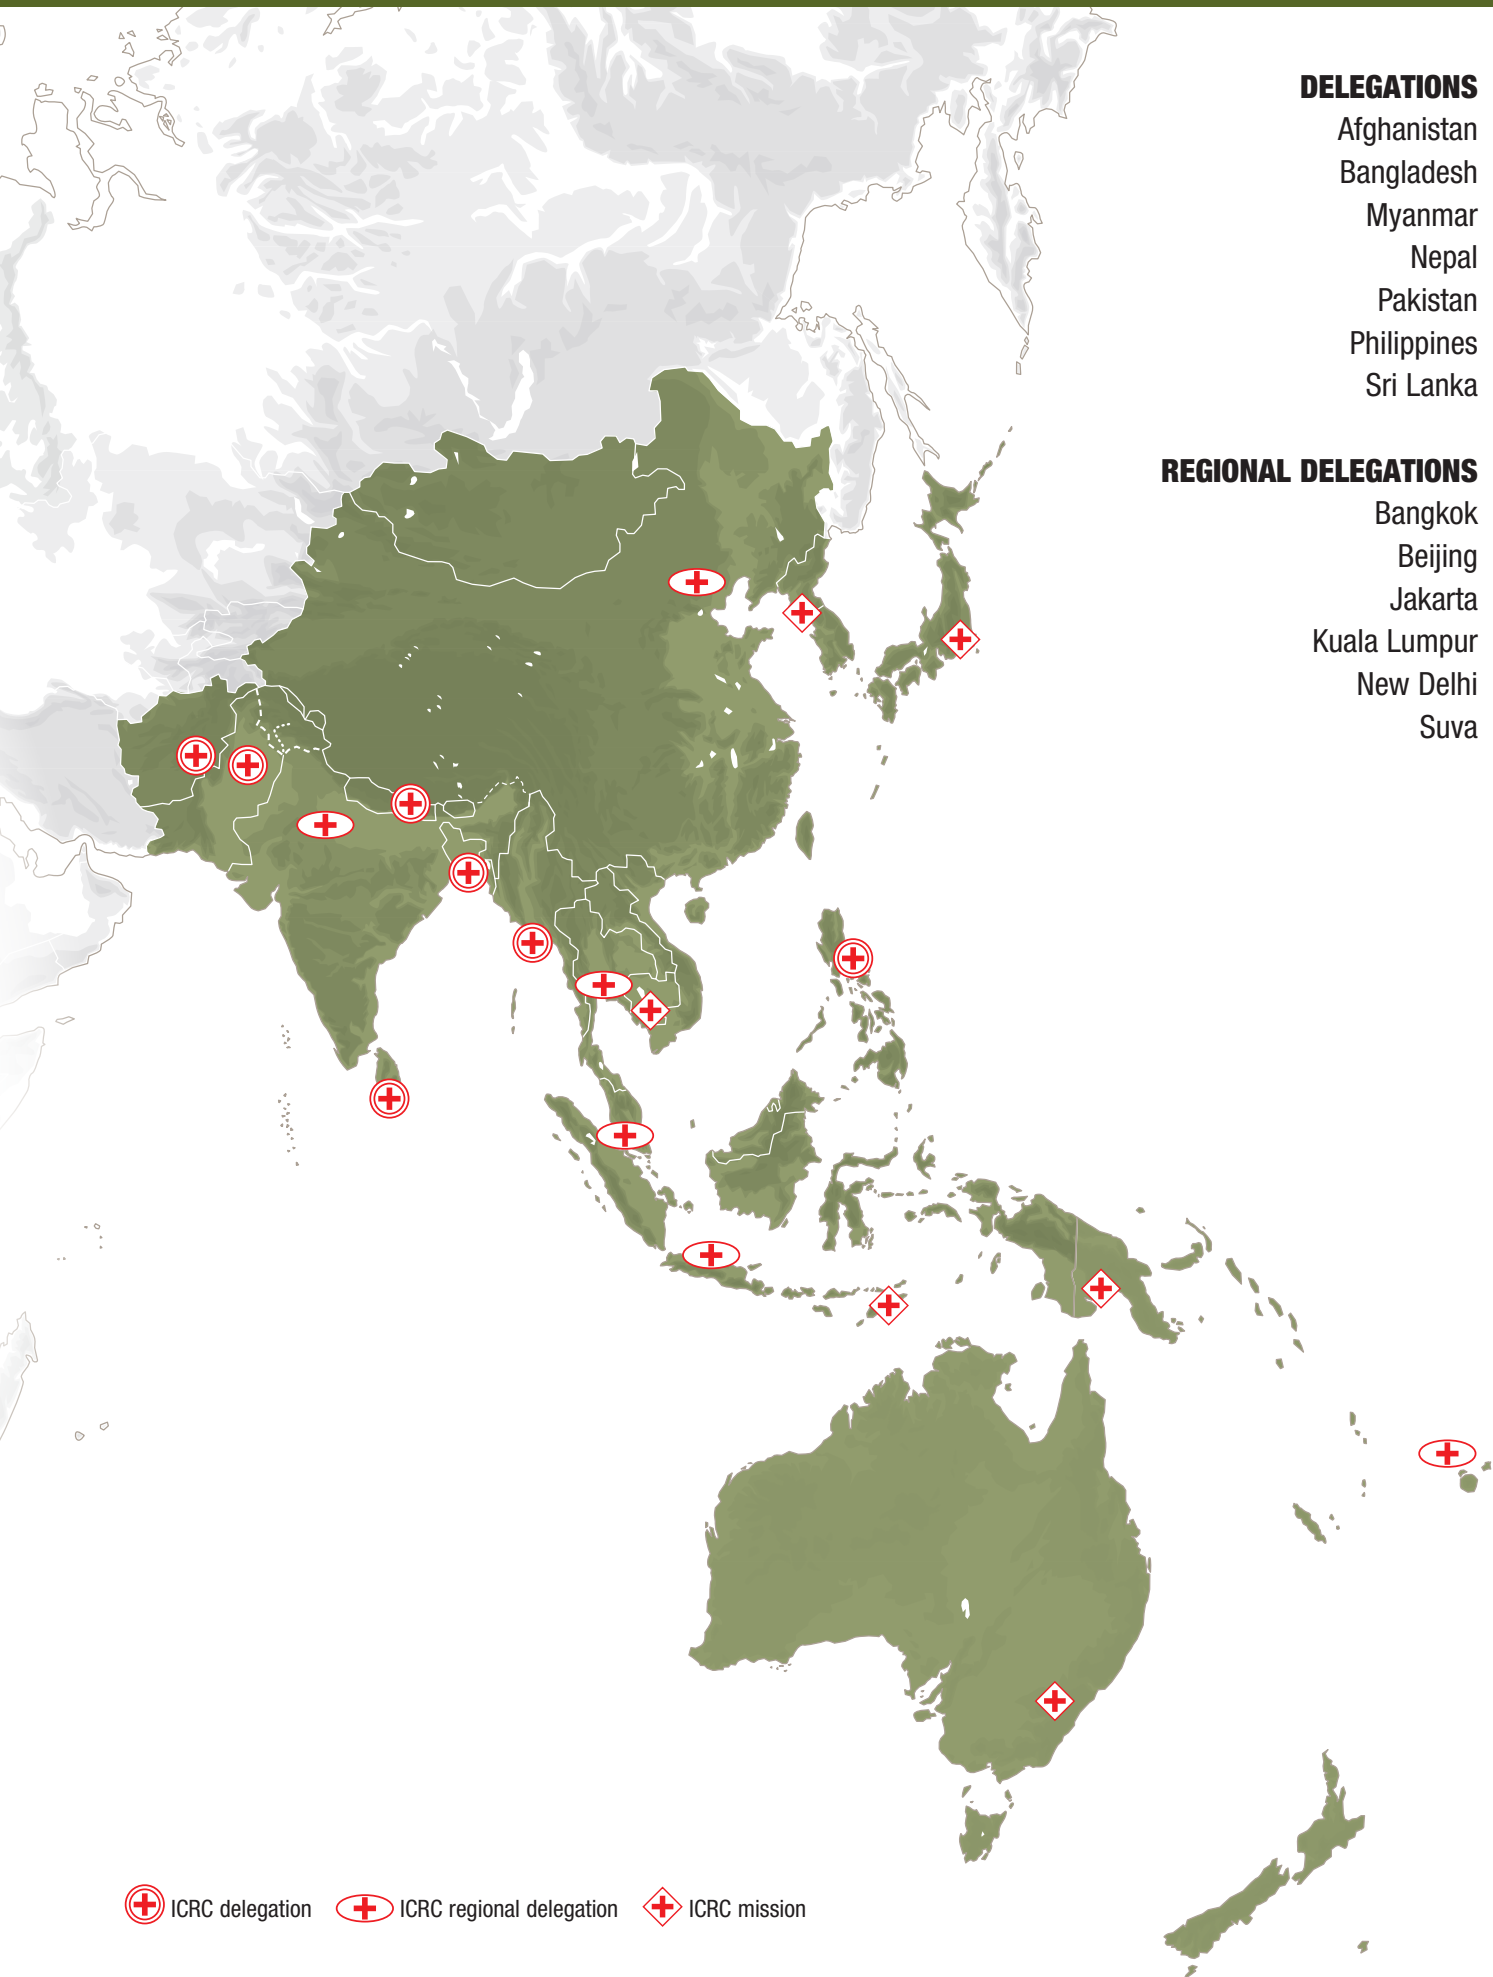 DELEGATIONS
Afghanistan
Bangladesh
Myanmar
Nepal
Pakistan
Philippines
Sri Lanka
REGIONAL DELEGATIONS
Bangkok
Beijing
Jakarta
Kuala Lumpur
New Delhi
Suva
ICRC delegation
ICRC regional delegation
ICRC mission